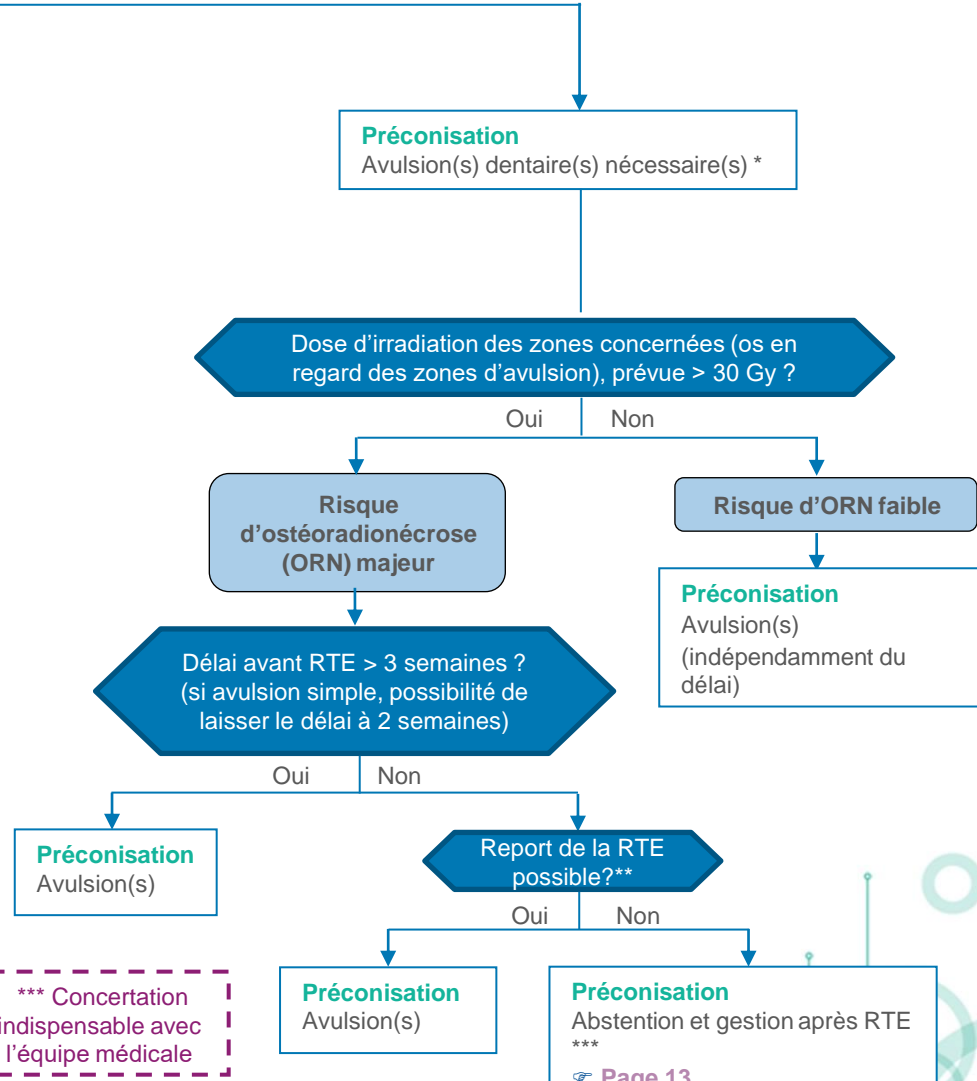 Préconisation
Avulsion(s) dentaire(s) nécessaire(s) *
Dose d'irradiation des zones concernées (os en
regard des zones d'avulsion), prévue > 30 Gy ?
Oui
Non
Risque
d'ostéoradionécrose
(ORN) majeur
Risque d'ORN faible
Préconisation
Avulsion(s)
(indépendamment du
délai)
Délai avant RTE > 3 semaines ?
(si avulsion simple, possibilité de
laisser le délai à 2 semaines)
Oui
Non
Préconisation
Avulsion(s)
Report de la RTE
possible?**
Oui
Non
*** Concertation
indispensable avec
l'équipe médicale
Préconisation
Avulsion(s)
Préconisation
Abstention et gestion après RTE
***
☞ Page 13